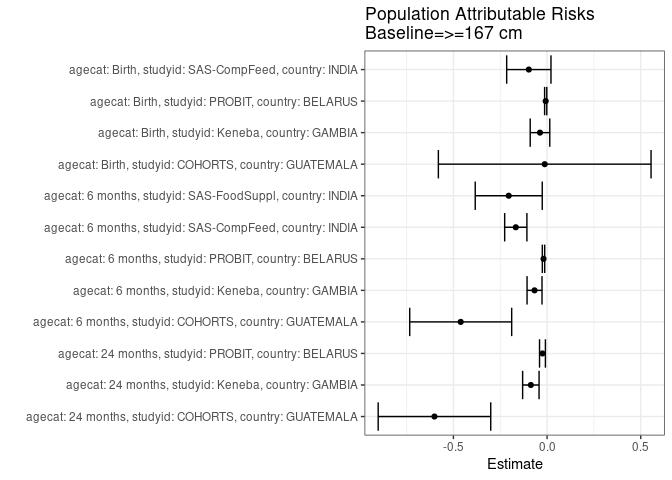 Population Attributable Risks
Baseline=>=167 cm
agecat: Birth, studyid: SAS-CompFeed, country: INDIA
agecat: Birth, studyid: PROBIT, country: BELARUS
agecat: Birth, studyid: Keneba, country: GAMBIA
agecat: Birth, studyid: COHORTS, country: GUATEMALA
agecat: 6 months, studyid: SAS-FoodSuppl, country: INDIA
agecat: 6 months, studyid: SAS-CompFeed, country: INDIA
agecat: 6 months, studyid: PROBIT, country: BELARUS
agecat: 6 months, studyid: Keneba, country: GAMBIA
agecat: 6 months, studyid: COHORTS, country: GUATEMALA
agecat: 24 months, studyid: PROBIT, country: BELARUS
agecat: 24 months, studyid: Keneba, country: GAMBIA
agecat: 24 months, studyid: COHORTS, country: GUATEMALA
-0.5 0.0 0.5
Estimate